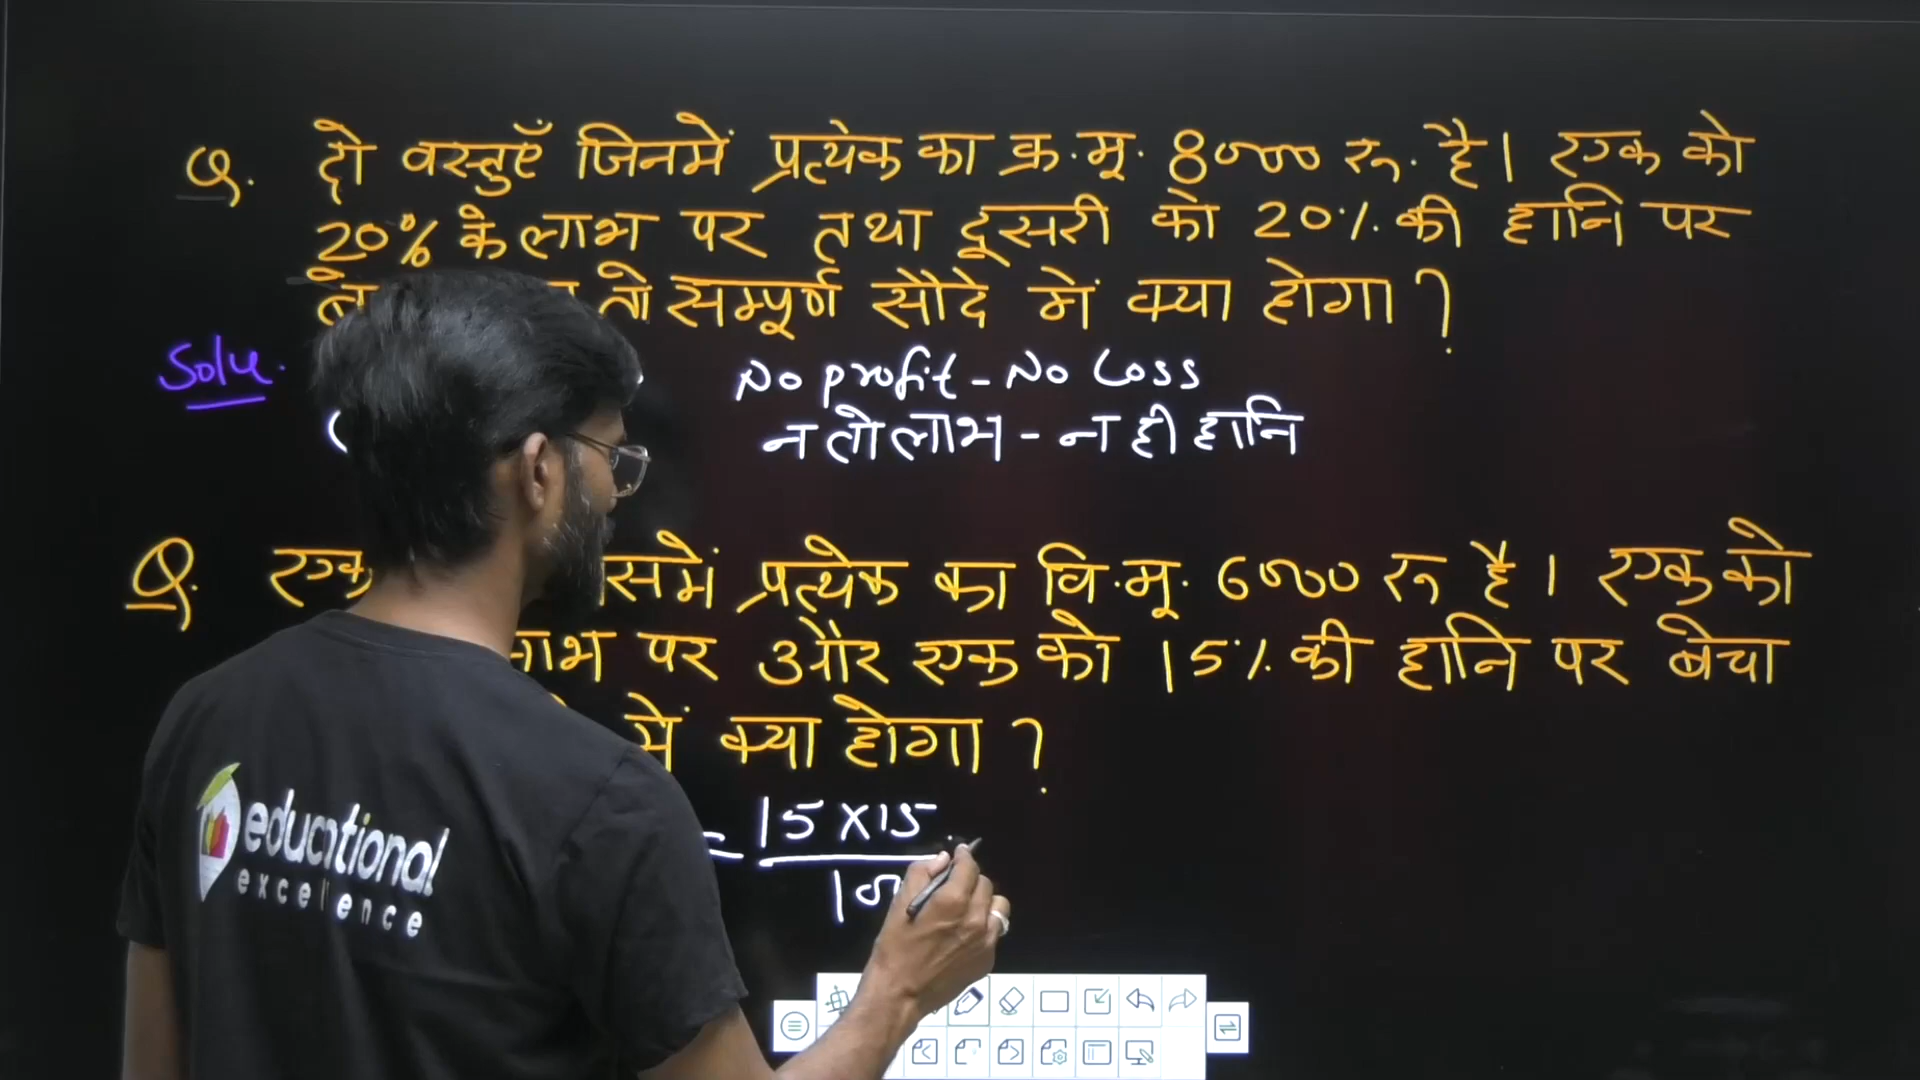 Q. दो वस्तुएँ जिनमें प्रत्येक का क्र.मू. 8000 रू. है। एक को
20% के लाभ पर तथा दूसरी को 20% की हानि पर
तो सम्पूर्ण सौदे में क्या होगा?
Solu.
No profit - No Loss
न तो लाभ - न ही हानि
Q. एक प्रत्येक का वि.मू. 6000 रू है। एक को
पर और एक को 15% की हानि पर बेचा
में क्या होगा?
= 15 X 15
educational
excellence